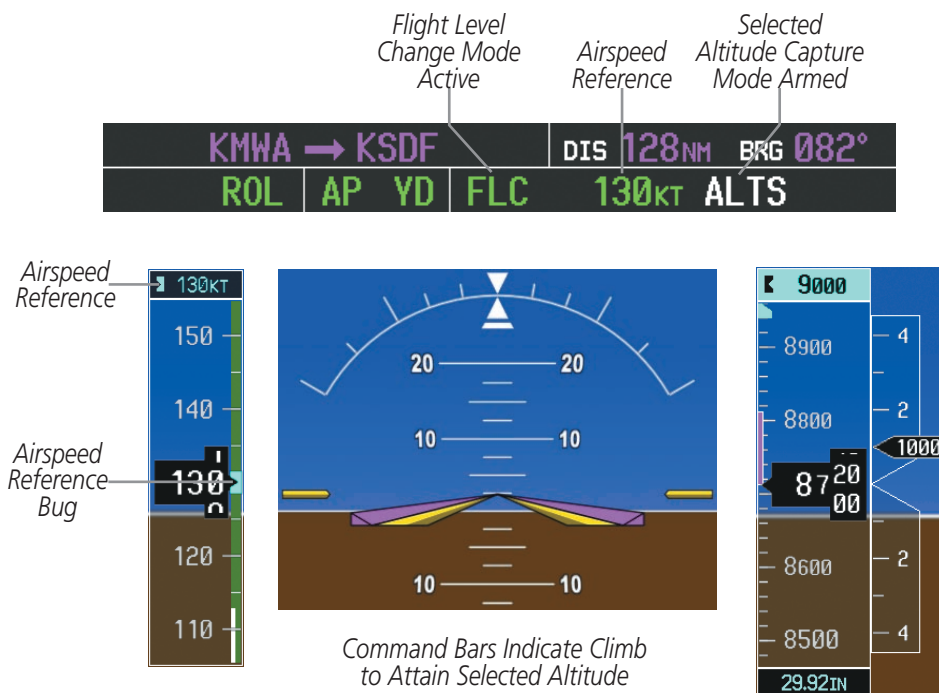 Flight Level
Change Mode
Active
Airspeed
Reference
Selected
Altitude Capture
Mode Armed
KMWA → KSDF DIS 128NM BRG 082°
ROL AP YD FLC 130KT ALTS
Airspeed
Reference
130KT
150
140
Airspeed
Reference
Bug
130
120
110
20 20
10 10
10 10
Command Bars Indicate Climb
to Attain Selected Altitude
9000
8900
8800
87 20
00
8600
8500
29.92IN
4
2
1000
2
4